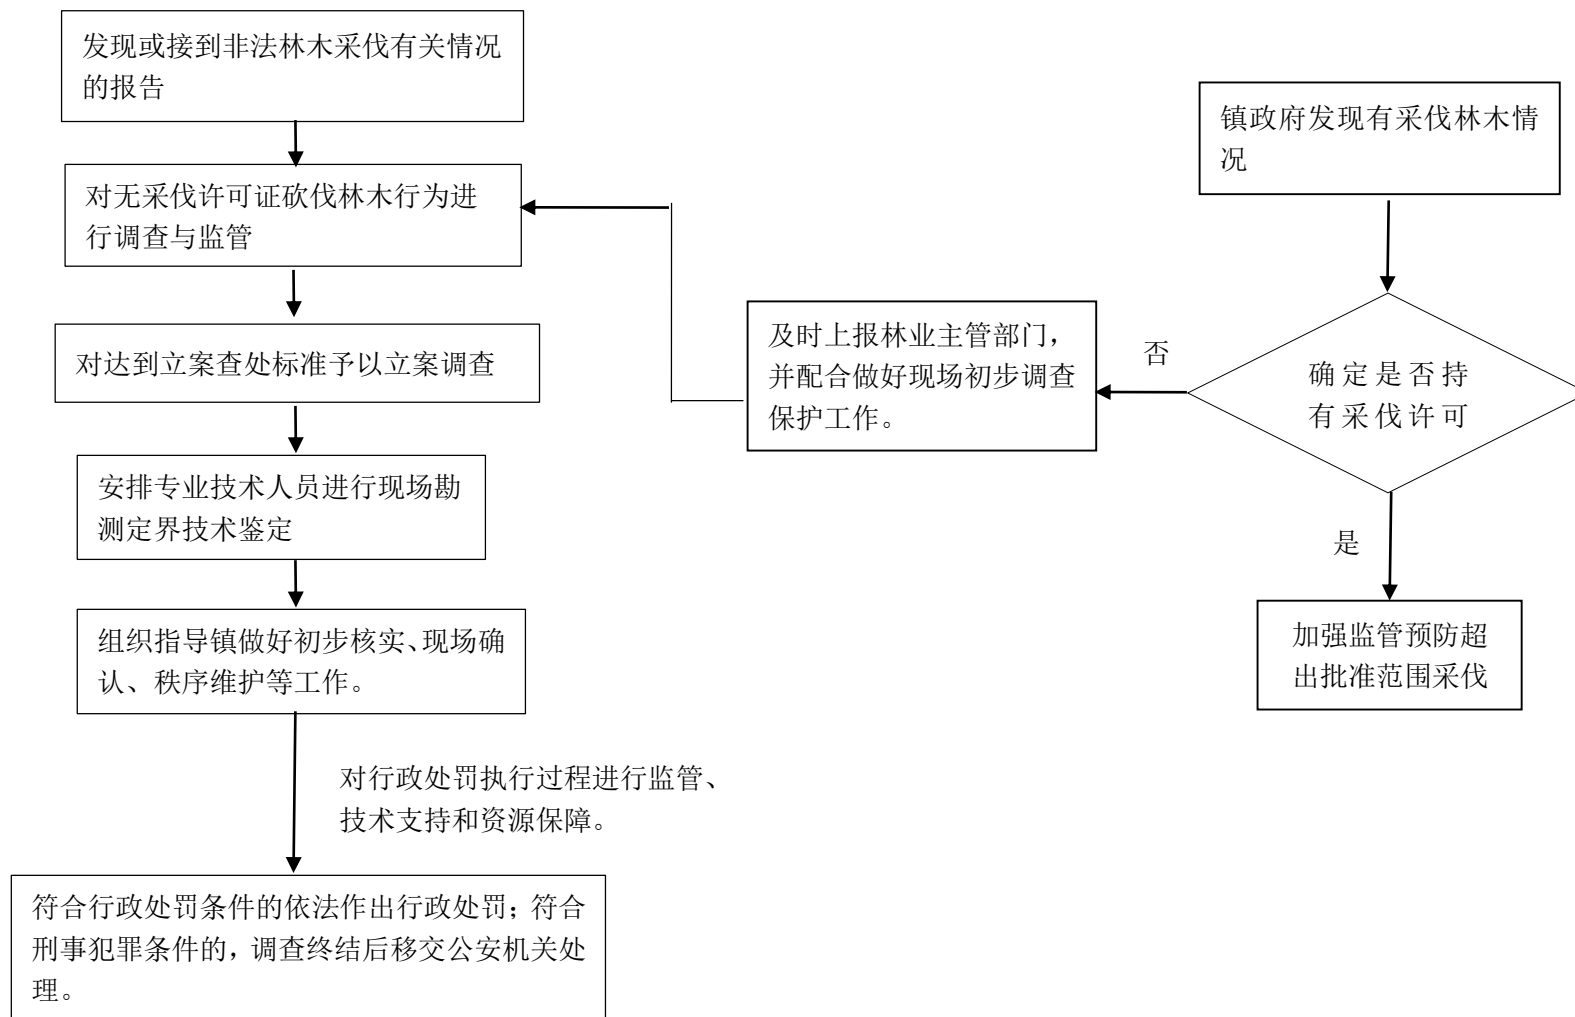 发现或接到非法林木采伐有关情况
的报告
对无采伐许可证砍伐林木行为进
行调查与监管
对达到立案查处标准予以立案调查
安排专业技术人员进行现场勘
测定界技术鉴定
组织指导镇做好初步核实、现场确
认、秩序维护等工作。
对行政处罚执行过程进行监管、
技术支持和资源保障。
符合行政处罚条件的依法作出行政处罚；符合
刑事犯罪条件的，调查终结后移交公安机关处
理。
镇政府发现有采伐林木情
况
确定是否持
有采伐许可
否
及时上报林业主管部门，
并配合做好现场初步调查
保护工作。
是
加强监管预防超
出批准范围采伐